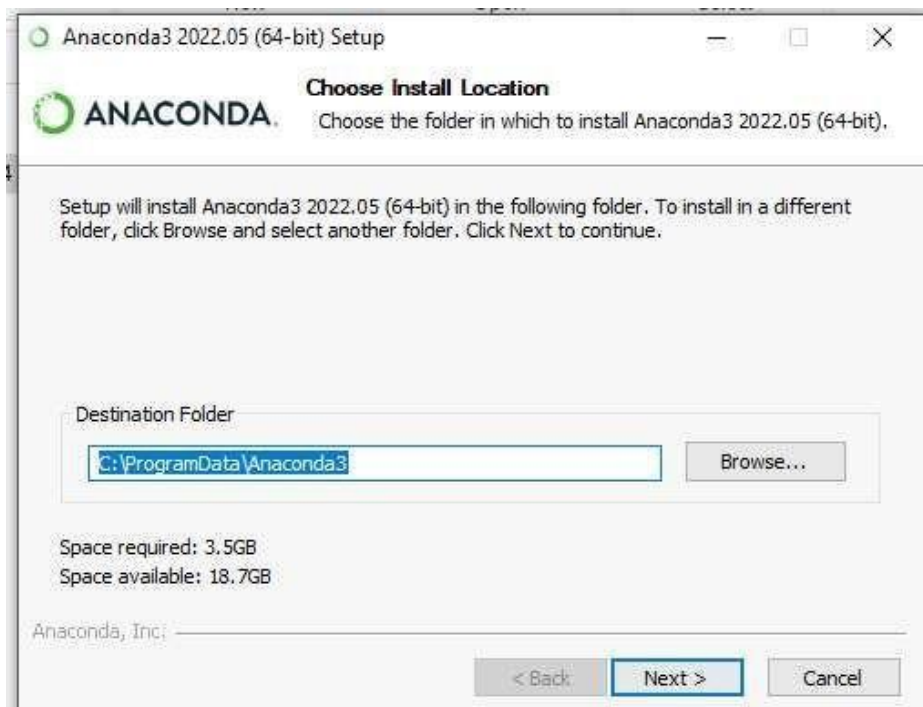 Anaconda3 2022.05 (64-bit) Setup
ANACONDA.
Choose Install Location
Choose the folder in which to install Anaconda3 2022.05 (64-bit).
4
Setup will install Anaconda3 2022.05 (64-bit) in the following folder. To install in a different
folder, click Browse and select another folder. Click Next to continue.
Destination Folder
C:\ProgramData\Anaconda3
Browse...
Space required: 3.5GB
Space available: 18.7GB
Anaconda, Inc.
< Back
Next >
Cancel